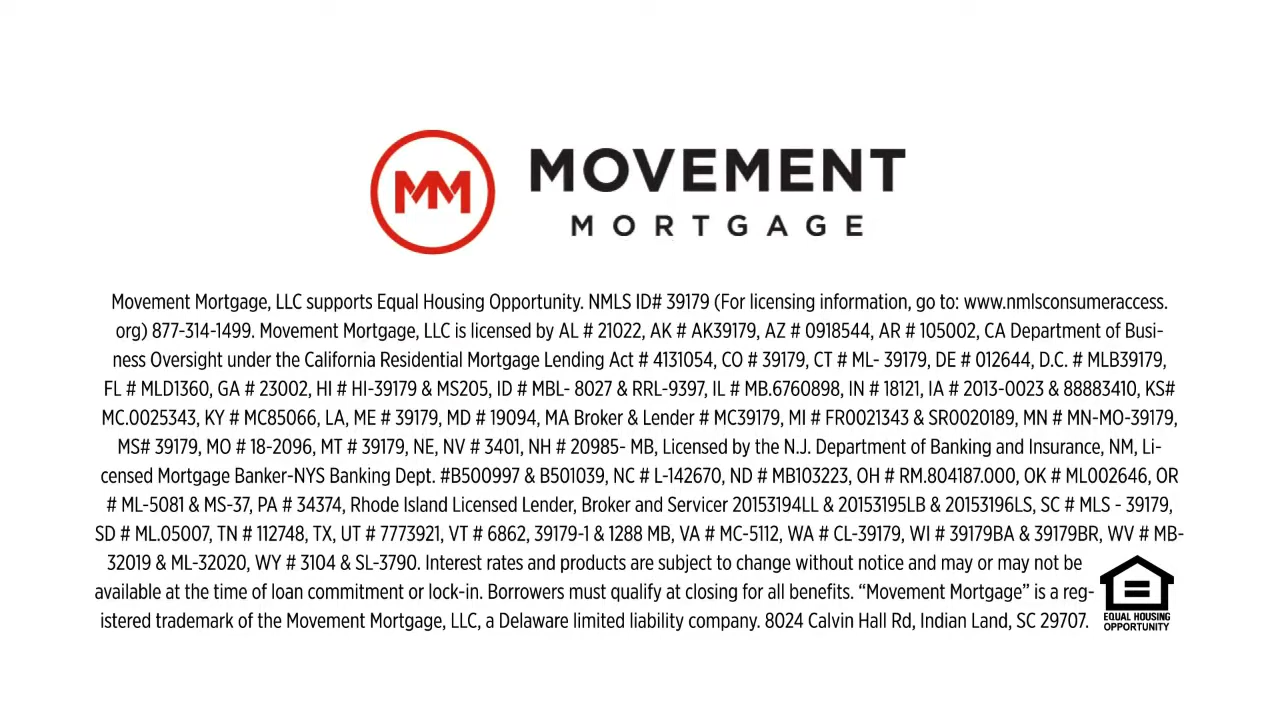 MM
MOVEMENT
MORTGAGE
Movement Mortgage, LLC supports Equal Housing Opportunity. NMLS ID# 39179 (For licensing information, go to: www.nmlsconsumeraccess.
org) 877-314-1499. Movement Mortgage, LLC is licensed by AL # 21022, AK # AK39179, AZ # 0918544, AR # 105002, CA Department of Busi-
ness Oversight under the California Residential Mortgage Lending Act # 4131054, CO # 39179, CT # ML- 39179, DE # 012644, D.C. # MLB39179,
FL # MLD1360, GA # 23002, HI # HI-39179 & MS205, ID # MBL- 8027 & RRL-9397, IL # MB.6760898, IN # 18121, IA # 2013-0023 & 88883410, KS#
MC.0025343, KY # MC85066, LA, ME # 39179, MD # 19094, MA Broker & Lender # MC39179, MI # FR0021343 & SR0020189, MN # MN-MO-39179,
MS# 39179, MO # 18-2096, MT # 39179, NE, NV # 3401, NH # 20985- MB, Licensed by the N.J. Department of Banking and Insurance, NM, Li-
censed Mortgage Banker-NYS Banking Dept. #B500997 & B501039, NC # L-142670, ND # MB103223, OH # RM.804187.000, OK # ML002646, OR
# ML-5081 & MS-37, PA # 34374, Rhode Island Licensed Lender, Broker and Servicer 20153194LL & 20153195LB & 20153196LS, SC # MLS - 39179,
SD # ML.05007, TN # 112748, TX, UT # 7773921, VT # 6862, 39179-1 & 1288 MB, VA # MC-5112, WA # CL-39179, WI # 39179BA & 39179BR, WV # MB-
32019 & ML-32020, WY # 3104 & SL-3790. Interest rates and products are subject to change without notice and may or may not be
available at the time of loan commitment or lock-in. Borrowers must qualify at closing for all benefits. “Movement Mortgage” is a reg-
istered trademark of the Movement Mortgage, LLC, a Delaware limited liability company. 8024 Calvin Hall Rd, Indian Land, SC 29707.
EQUAL HOUSING
OPPORTUNITY